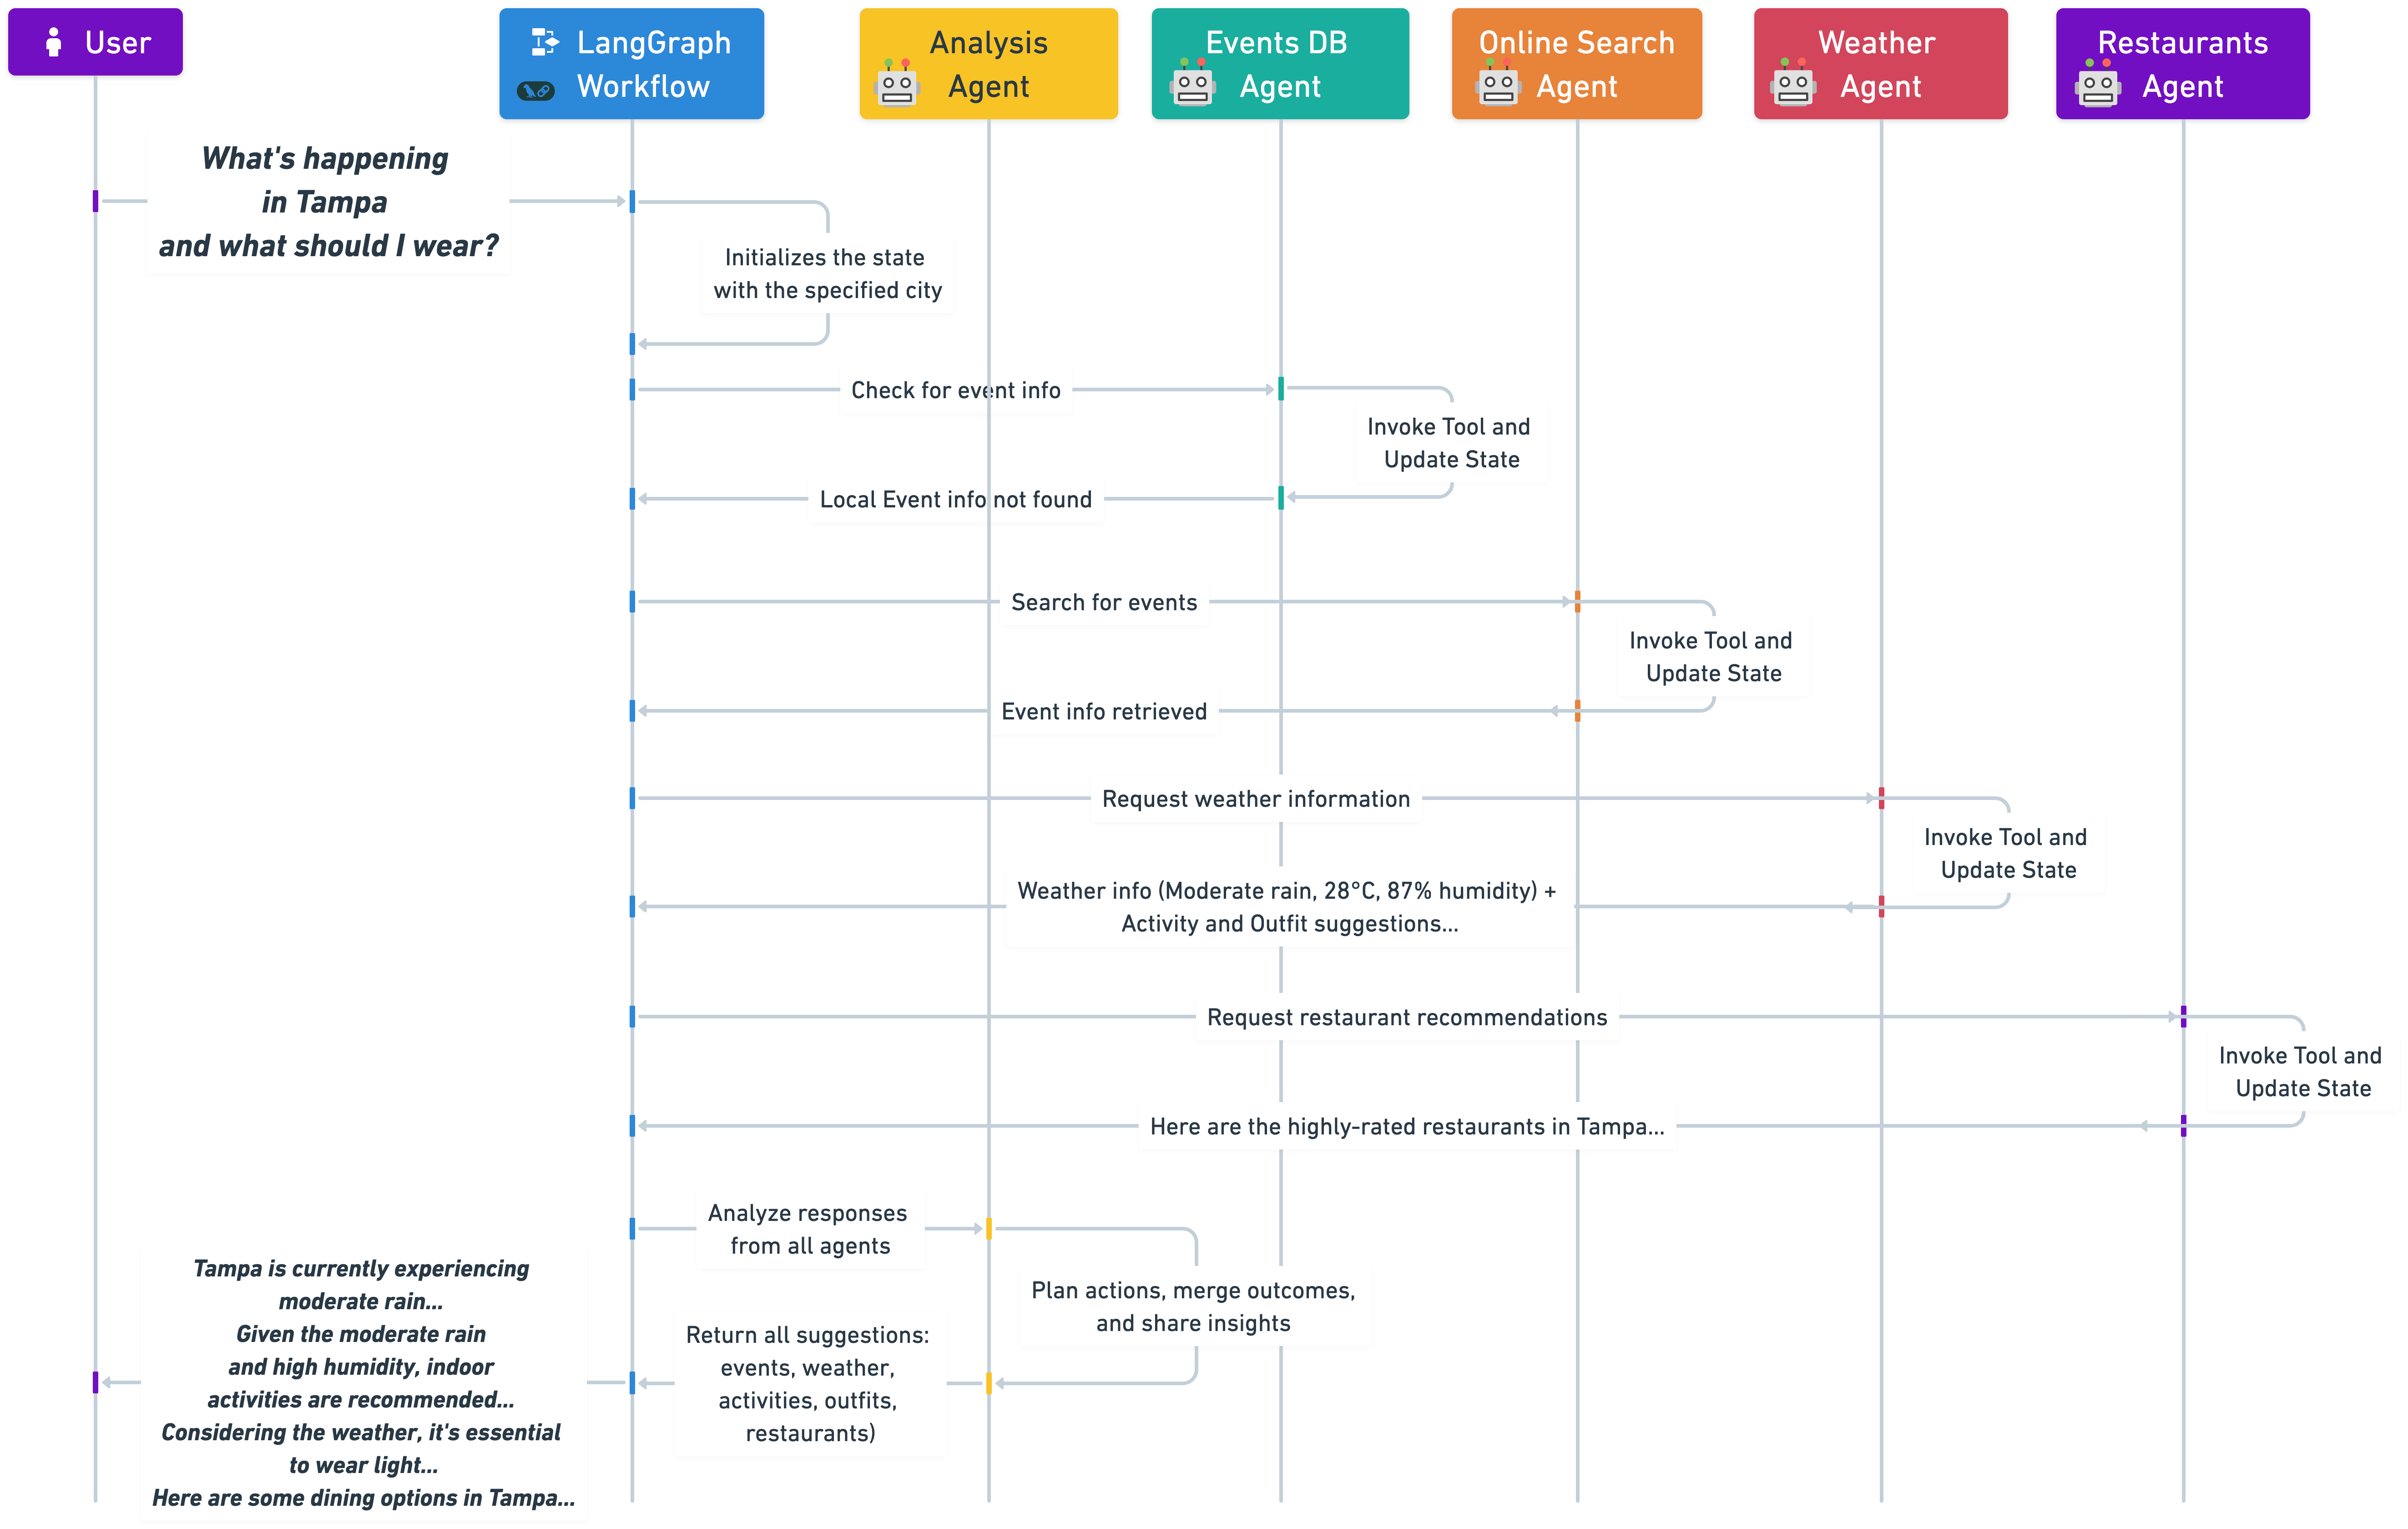 User
LangGraph
Workflow
Analysis
Agent
Events DB
Agent
Online Search
Agent
Weather
Agent
Restaurants
Agent
What's happening
in Tampa
and what should I wear?
Initializes the state
with the specified city
Check for event info
Invoke Tool and
Update State
Local Event info not found
Search for events
Invoke Tool and
Update State
Event info retrieved
Request weather information
Invoke Tool and
Update State
Weather info (Moderate rain, 28°C, 87% humidity) +
Activity and Outfit suggestions...
Request restaurant recommendations
Invoke Tool and
Update State
Here are the highly-rated restaurants in Tampa...
Analyze responses
from all agents
Plan actions, merge outcomes,
and share insights
Return all suggestions:
events, weather,
activities, outfits,
restaurants)
Tampa is currently experiencing
moderate rain...
Given the moderate rain
and high humidity, indoor
activities are recommended...
Considering the weather, it's essential
to wear light...
Here are some dining options in Tampa...